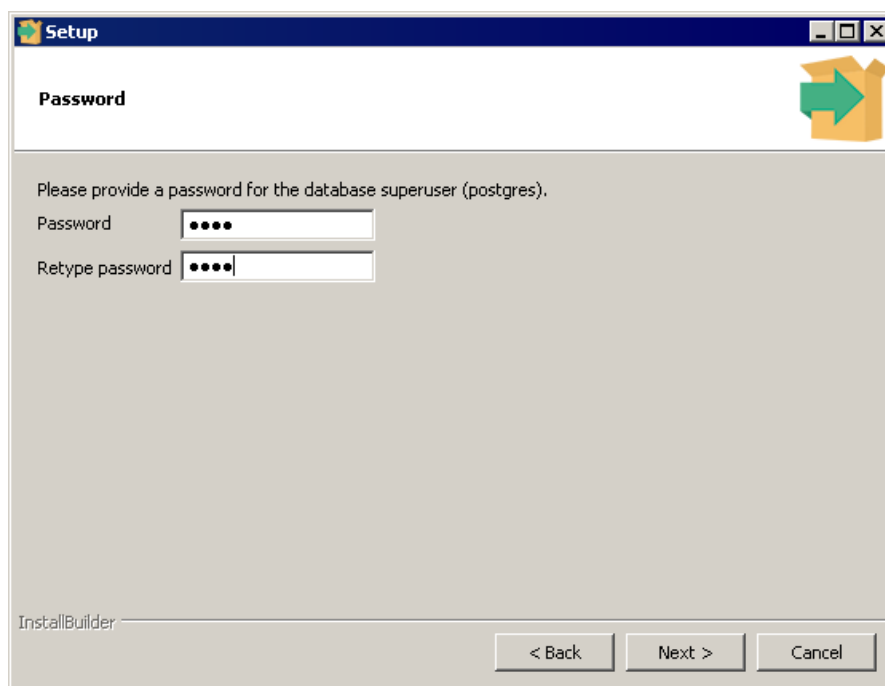 Setup
Password
Please provide a password for the database superuser (postgres).
Password ••••
Retype password ••••
InstallBuilder
< Back Next > Cancel